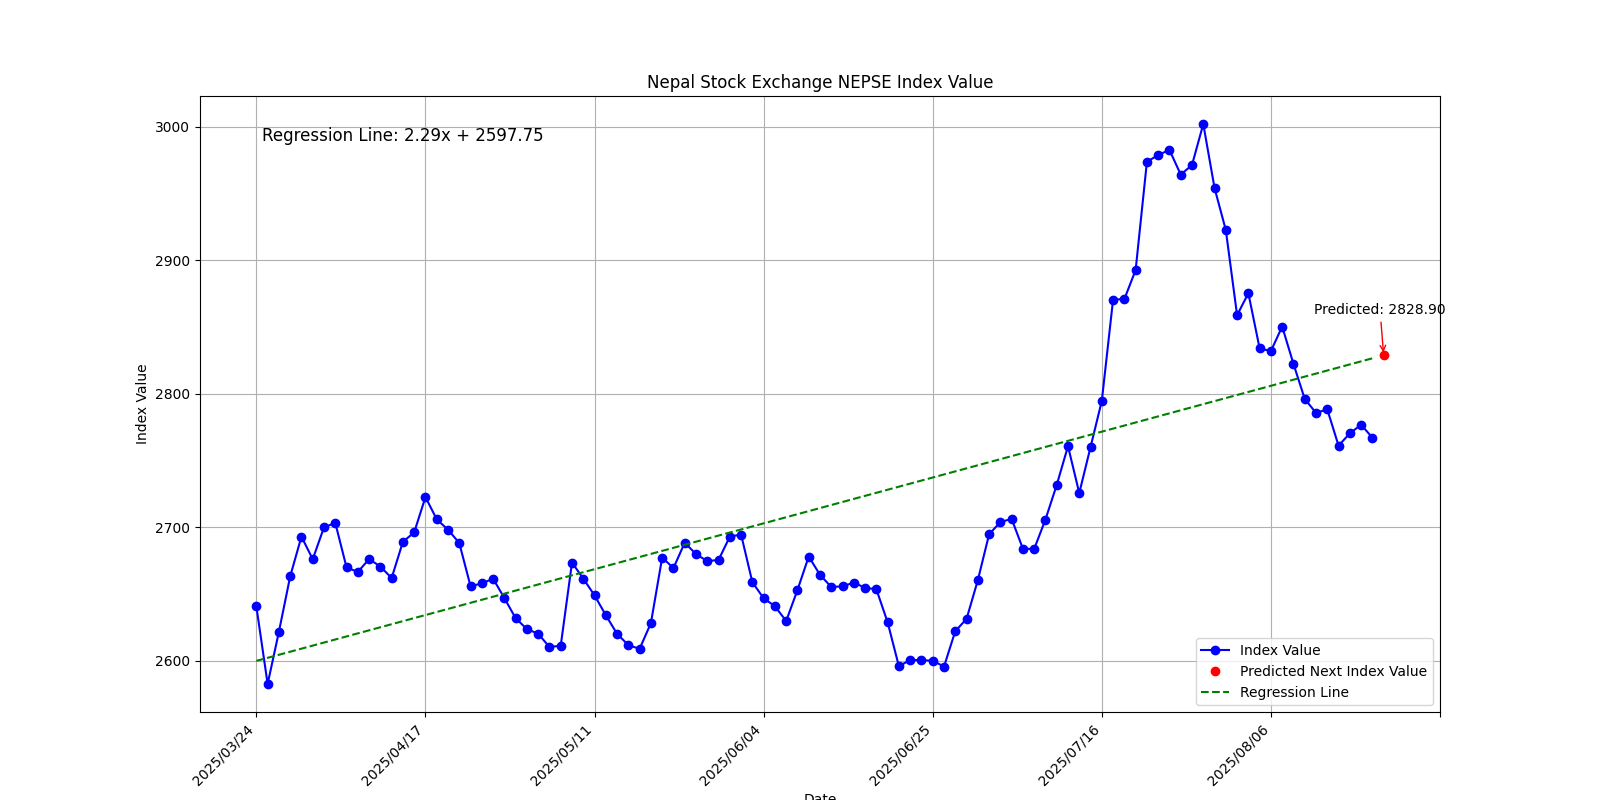 Nepal Stock Exchange NEPSE Index Value
Regression Line: 2.29x + 2597.75
3000
2900
2800
2700
2600
Index Value
Predicted: 2828.90
Index Value
Predicted Next Index Value
Regression Line
2025/03/24
2025/04/17
2025/05/11
2025/06/04
2025/06/25
2025/07/16
2025/08/06
Date